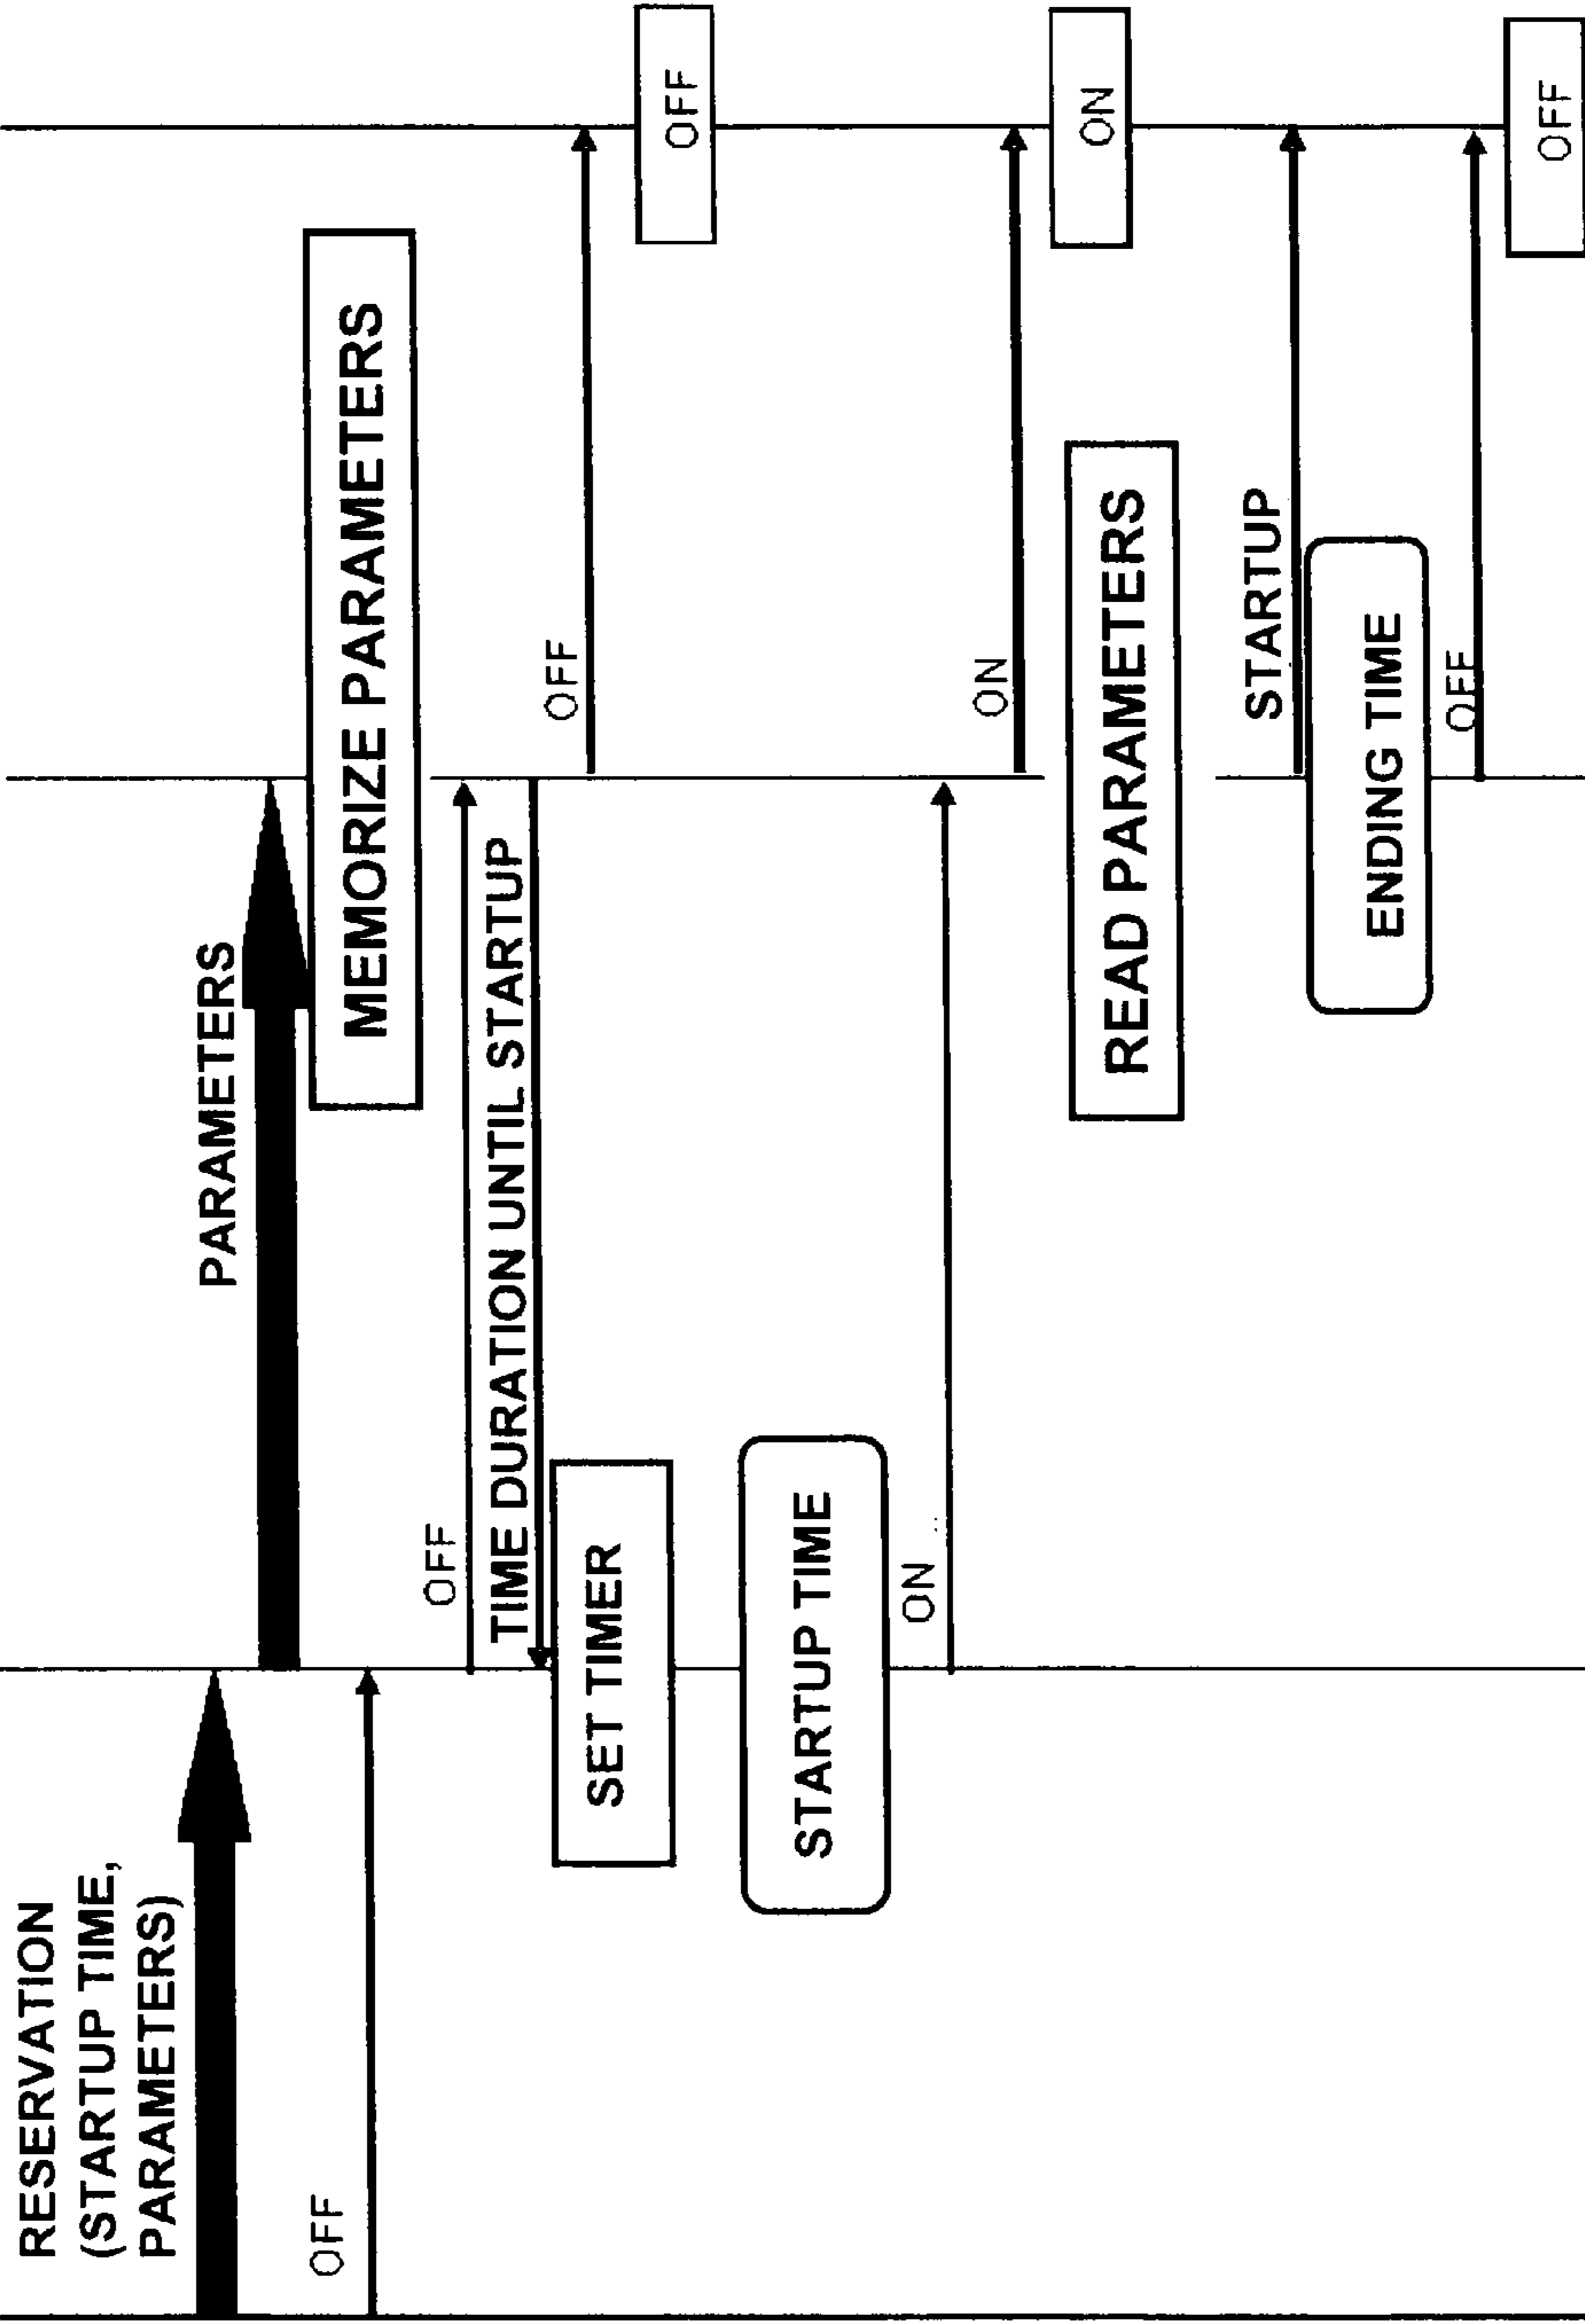 RESERVATION
(STARTUP TIME,
PARAMETERS)
PARAMETERS
OFF
MEMORIZE PARAMETERS
OFF
TIME DURATION UNTIL STARTUP
OFF
SET TIMER
OFF
STARTUP TIME
ON
ON
ON
READ PARAMETERS
STARTUP
ENDING TIME
OFF
OFF